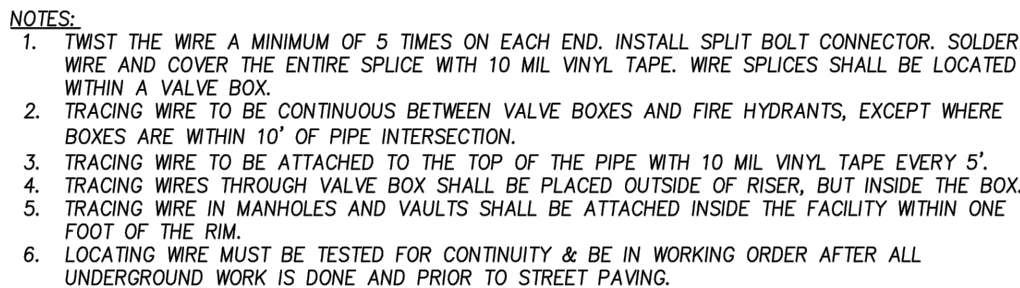 NOTES:
1. TWIST THE WIRE A MINIMUM OF 5 TIMES ON EACH END. INSTALL SPLIT BOLT CONNECTOR. SOLDER
WIRE AND COVER THE ENTIRE SPLICE WITH 10 MIL VINYL TAPE. WIRE SPLICES SHALL BE LOCATED
WITHIN A VALVE BOX.
2. TRACING WIRE TO BE CONTINUOUS BETWEEN VALVE BOXES AND FIRE HYDRANTS, EXCEPT WHERE
BOXES ARE WITHIN 10' OF PIPE INTERSECTION.
3. TRACING WIRE TO BE ATTACHED TO THE TOP OF THE PIPE WITH 10 MIL VINYL TAPE EVERY 5'.
4. TRACING WIRES THROUGH VALVE BOX SHALL BE PLACED OUTSIDE OF RISER, BUT INSIDE THE BOX.
5. TRACING WIRE IN MANHOLES AND VAULTS SHALL BE ATTACHED INSIDE THE FACILITY WITHIN ONE
FOOT OF THE RIM.
6. LOCATING WIRE MUST BE TESTED FOR CONTINUITY & BE IN WORKING ORDER AFTER ALL
UNDERGROUND WORK IS DONE AND PRIOR TO STREET PAVING.